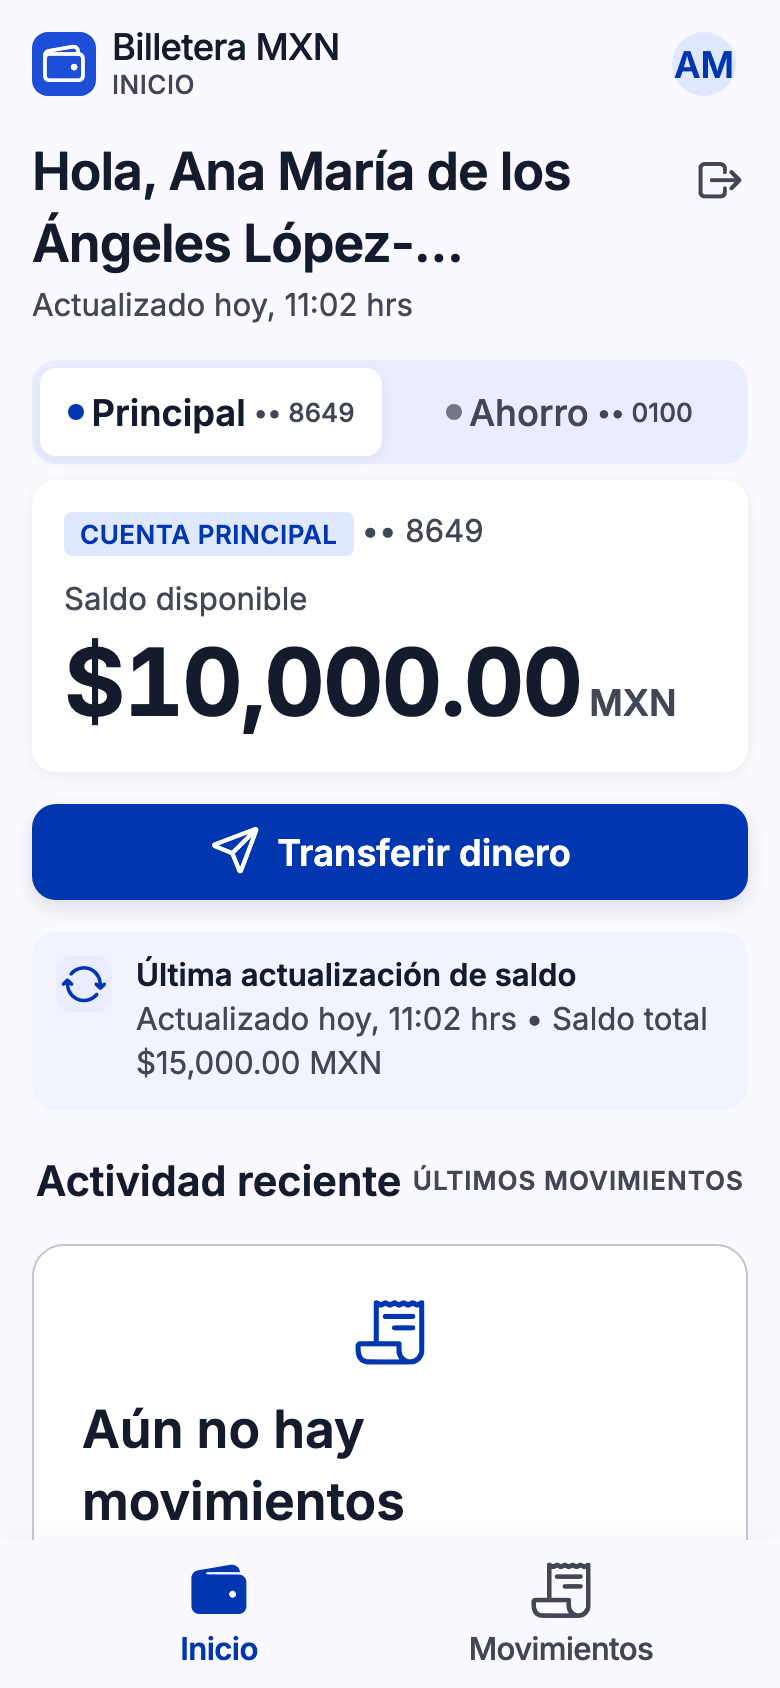 Billetera MXN
INICIO
AM
Hola, Ana María de los
Ángeles López-...
Actualizado hoy, 11:02 hrs
Principal •• 8649
Ahorro •• 0100
CUENTA PRINCIPAL •• 8649
Saldo disponible
$10,000.00 MXN
Transferir dinero
Última actualización de saldo
Actualizado hoy, 11:02 hrs • Saldo total
$15,000.00 MXN
Actividad reciente ÚLTIMOS MOVIMIENTOS
Aún no hay
movimientos
Inicio
Movimientos